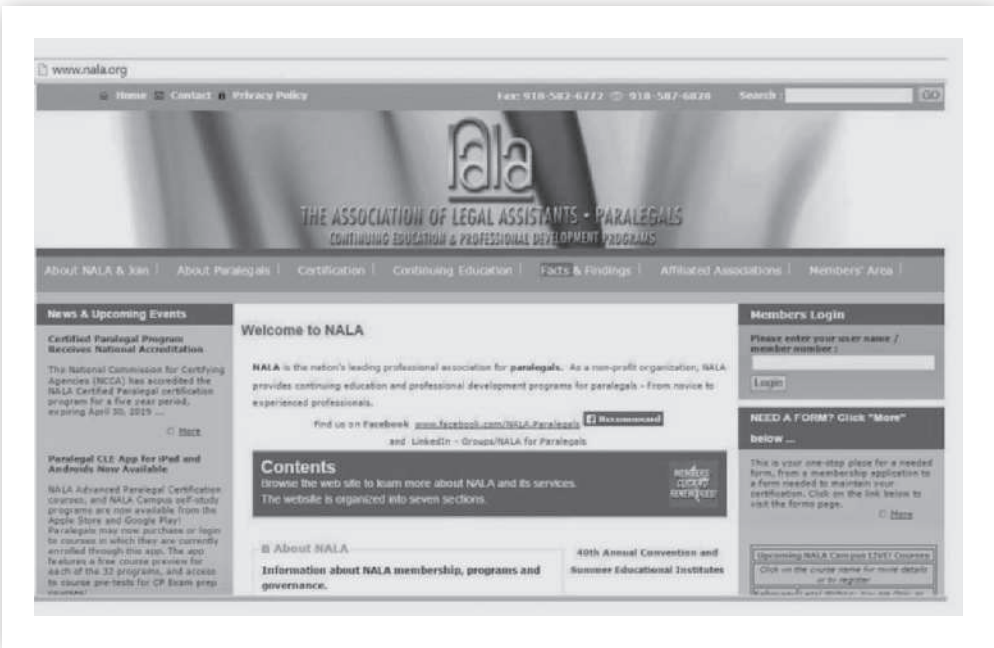 www.nala.org
Home Contact Privacy Policy
Fax: 918-582-6772 918-587-6828
Search : GO
nala
THE ASSOCIATION OF LEGAL ASSISTANTS • PARALEGALS
CONTINUING EDUCATION & PROFESSIONAL DEVELOPMENT PROGRAMS
About NALA & Join | About Paralegals | Certification | Continuing Education | Facts & Findings | Affiliated Associations | Members' Area |
News & Upcoming Events
Certified Paralegal Program
Receives National Accreditation
The National Commission for Certifying
Agencies (NCCA) has accredited the
NALA Certified Paralegal certification
program for a five year period,
expiring April 30, 2019 ...
More
Paralegal CLE App for iPad and
Androids Now Available
NALA Advanced Paralegal Certification
courses, and NALA Campus self-study
programs are now available from the
Apple Store and Google Play!
Paralegals may now purchase or login
to courses in which they are currently
enrolled through this app. The app
features a free course preview for
each of the 32 programs, and access
to course pre-tests for CP Exam prep
courses!
Welcome to NALA
NALA is the nation's leading professional association for paralegals. As a non-profit organization, NALA
provides continuing education and professional development programs for paralegals - from novice to
experienced professionals.
Find us on Facebook www.facebook.com/NALA.Paralegals Recommend
and LinkedIn - Groups/NALA for Paralegals
Contents
Browse the web site to learn more about NALA and its services.
The website is organized into seven sections.
MEMBERS
CLICK TO
About NALA
Information about NALA membership, programs and
governance.
40th Annual Convention and
Summer Educational Institutes
Members Login
Please enter your user name /
member number :
Login
NEED A FORM? Click "More"
below ...
This is your one-stop place for a needed
form, from a membership application to
a form needed to maintain your
certification. Click on the link below to
visit the forms page.
More
Upcoming NALA Campus LIVE! Courses
Click on the course name for more details
or to register